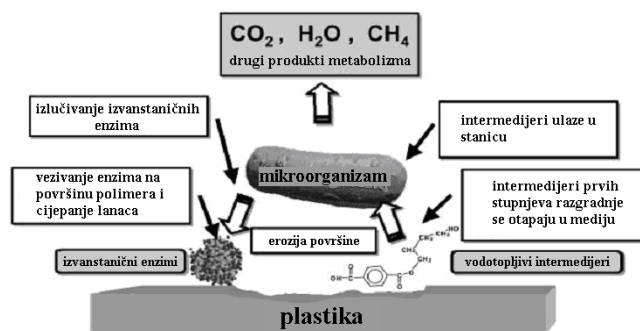 CO₂ , H₂O , CH₄
drugi produkti metabolizma
izlučivanje izvanstaničnih
enzima
intermedijeri ulaze u
stanicu
mikroorganizam
vezivanje enzima na
površinu polimera i
cijepanje lanaca
intermedijeri prvih
stupnjeva razgradnje
se otapaju u mediju
erozija površine
izvanstanični enzimi
vodotopljivi intermedijeri
plastika